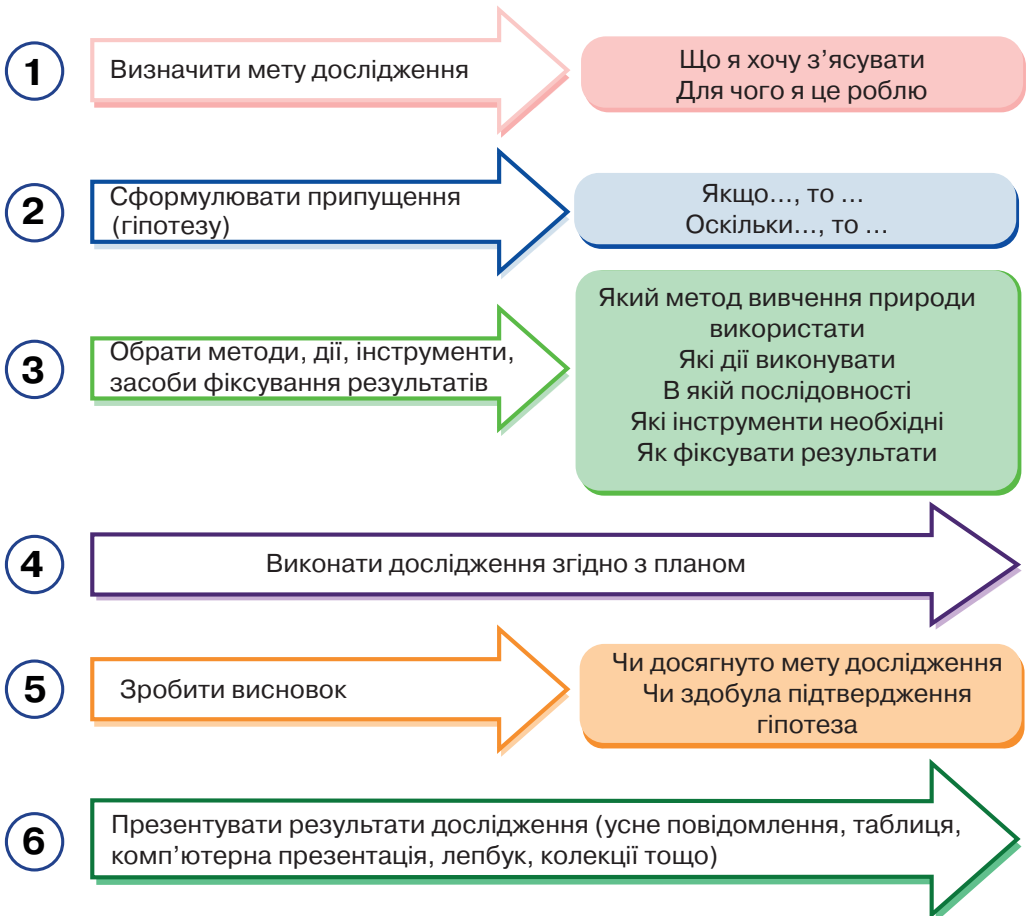 1
Визначити мету дослідження
Що я хочу з’ясувати
Для чого я це роблю
2
Сформулювати припущення
(гіпотезу)
Якщо…, то …
Оскільки…, то …
3
Обрати методи, дії, інструменти,
засоби фіксування результатів
Який метод вивчення природи
використати
Які дії виконувати
В якій послідовності
Які інструменти необхідні
Як фіксувати результати
4
Виконати дослідження згідно з планом
5
Зробити висновок
Чи досягнуто мету дослідження
Чи здобула підтвердження
гіпотеза
6
Презентувати результати дослідження (усне повідомлення, таблиця,
комп’ютерна презентація, лепбук, колекції тощо)